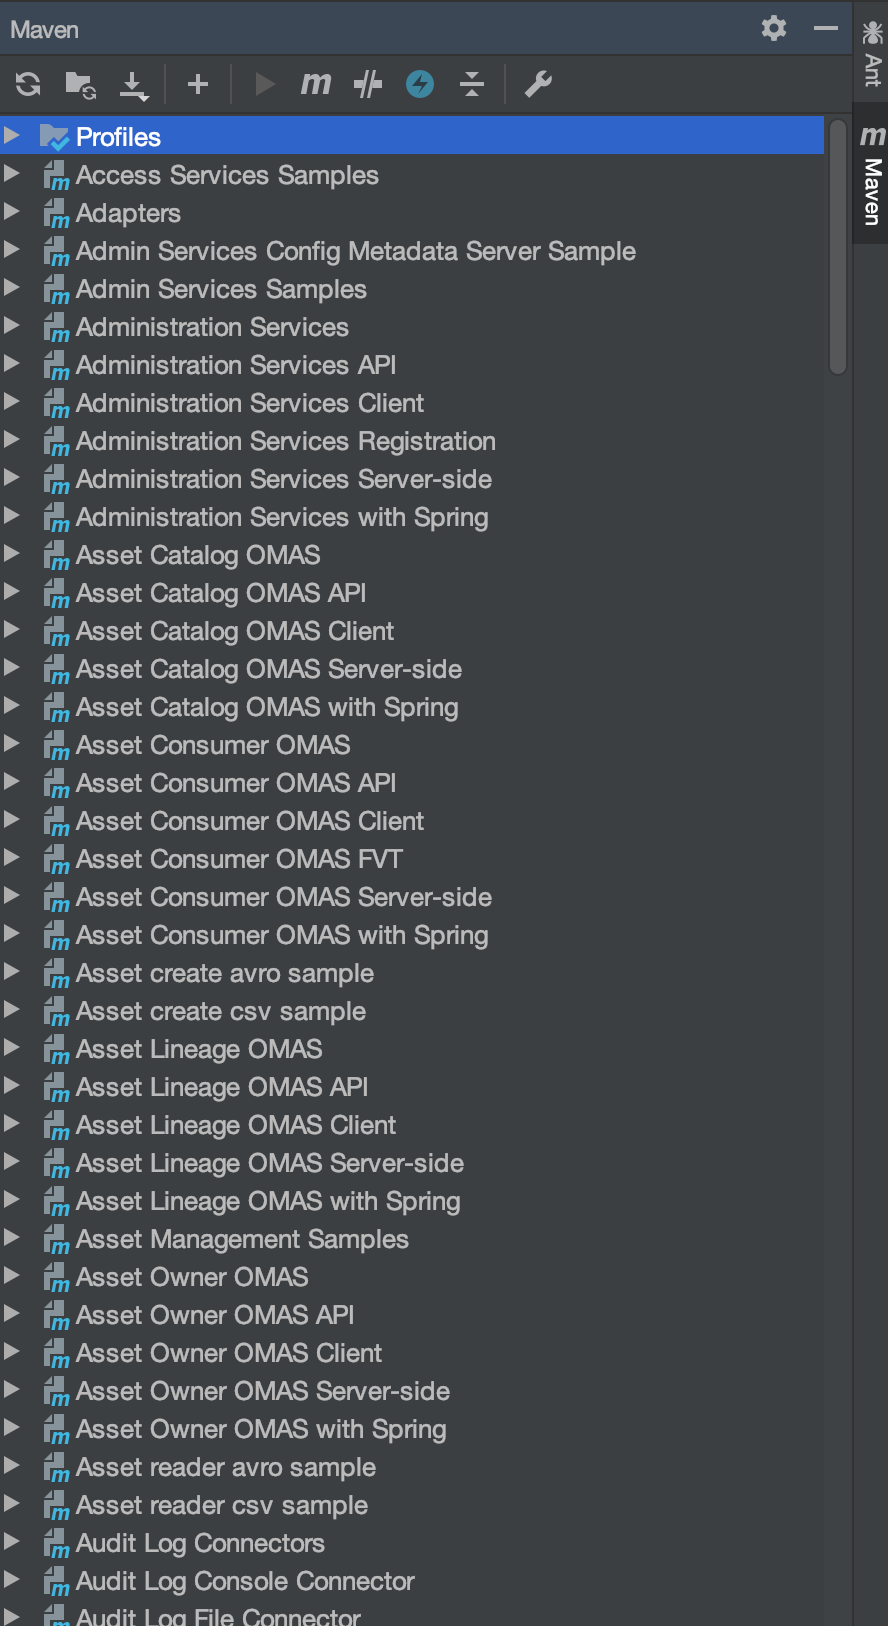 Maven
Ant
m
Maven
Profiles
Access Services Samples
Adapters
Admin Services Config Metadata Server Sample
Admin Services Samples
Administration Services
Administration Services API
Administration Services Client
Administration Services Registration
Administration Services Server-side
Administration Services with Spring
Asset Catalog OMAS
Asset Catalog OMAS API
Asset Catalog OMAS Client
Asset Catalog OMAS Server-side
Asset Catalog OMAS with Spring
Asset Consumer OMAS
Asset Consumer OMAS API
Asset Consumer OMAS Client
Asset Consumer OMAS FVT
Asset Consumer OMAS Server-side
Asset Consumer OMAS with Spring
Asset create avro sample
Asset create csv sample
Asset Lineage OMAS
Asset Lineage OMAS API
Asset Lineage OMAS Client
Asset Lineage OMAS Server-side
Asset Lineage OMAS with Spring
Asset Management Samples
Asset Owner OMAS
Asset Owner OMAS API
Asset Owner OMAS Client
Asset Owner OMAS Server-side
Asset Owner OMAS with Spring
Asset reader avro sample
Asset reader csv sample
Audit Log Connectors
Audit Log Console Connector
Audit Log File Connector